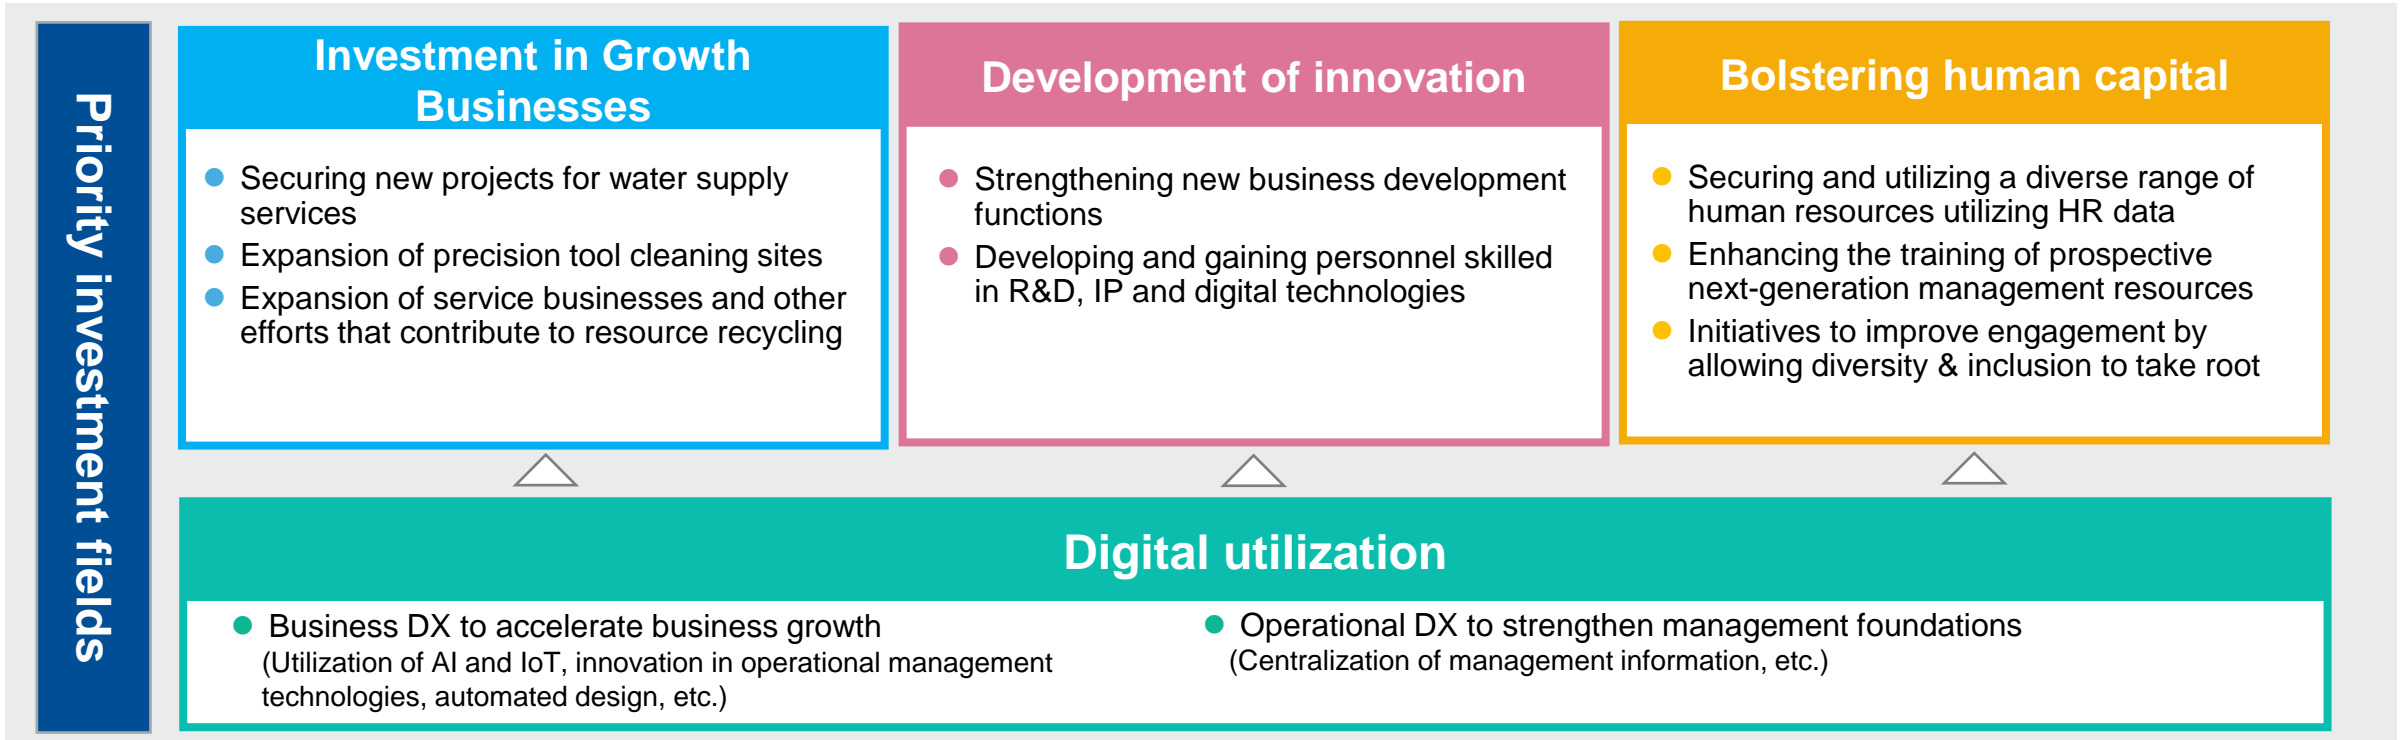 Priority investment fields
Investment in Growth
Businesses
Securing new projects for water supply
services
Expansion of precision tool cleaning sites
Expansion of service businesses and other
efforts that contribute to resource recycling
Development of innovation
Strengthening new business development
functions
Developing and gaining personnel skilled
in R&D, IP and digital technologies
Bolstering human capital
Securing and utilizing a diverse range of
human resources utilizing HR data
Enhancing the training of prospective
next-generation management resources
Initiatives to improve engagement by
allowing diversity & inclusion to take root
Digital utilization
Business DX to accelerate business growth
(Utilization of AI and IoT, innovation in operational management
technologies, automated design, etc.)
Operational DX to strengthen management foundations
(Centralization of management information, etc.)